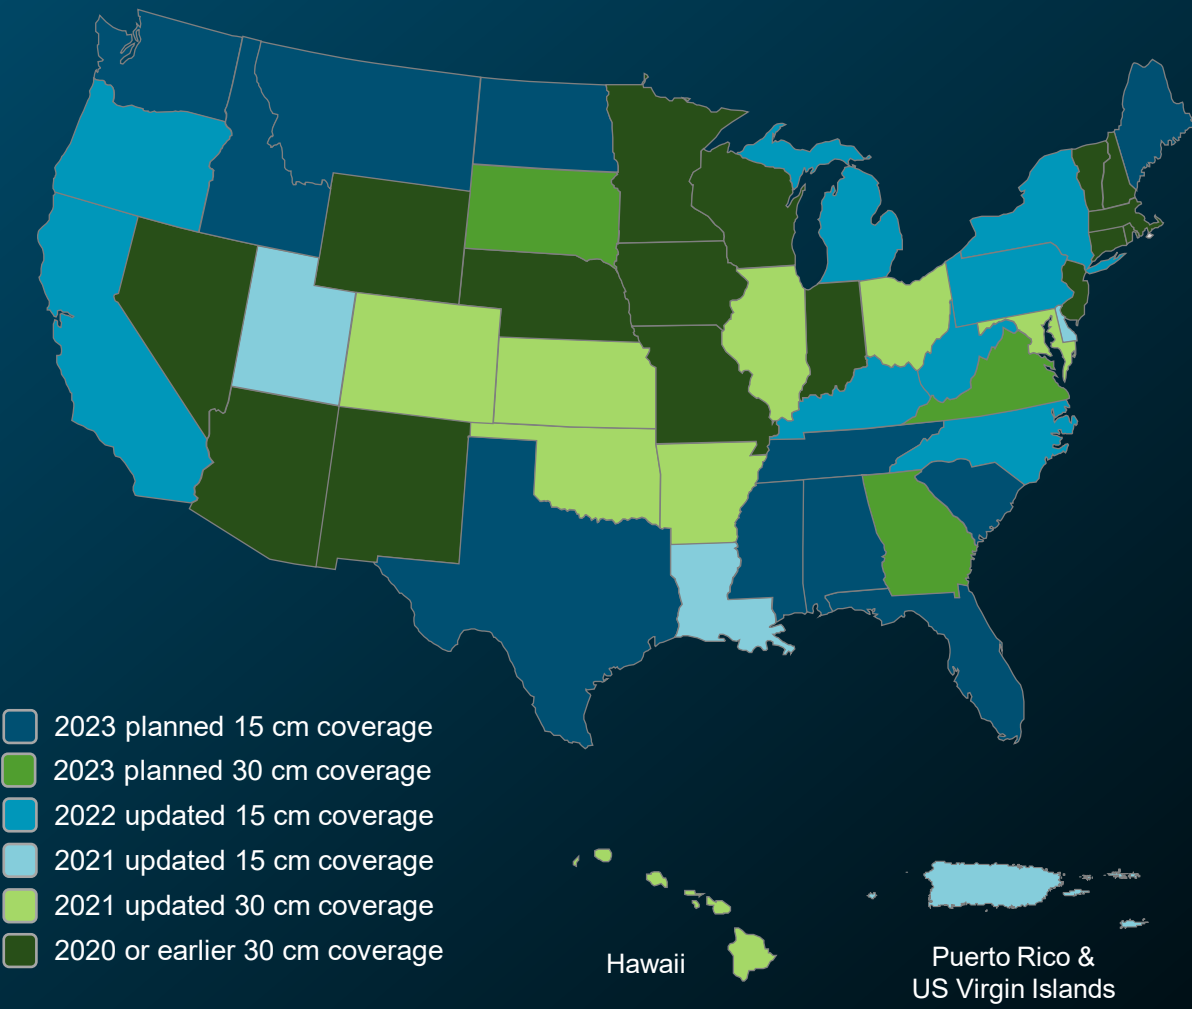 2023 planned 15 cm coverage
2023 planned 30 cm coverage
2022 updated 15 cm coverage
2021 updated 15 cm coverage
2021 updated 30 cm coverage
2020 or earlier 30 cm coverage
Hawaii
Puerto Rico &
US Virgin Islands